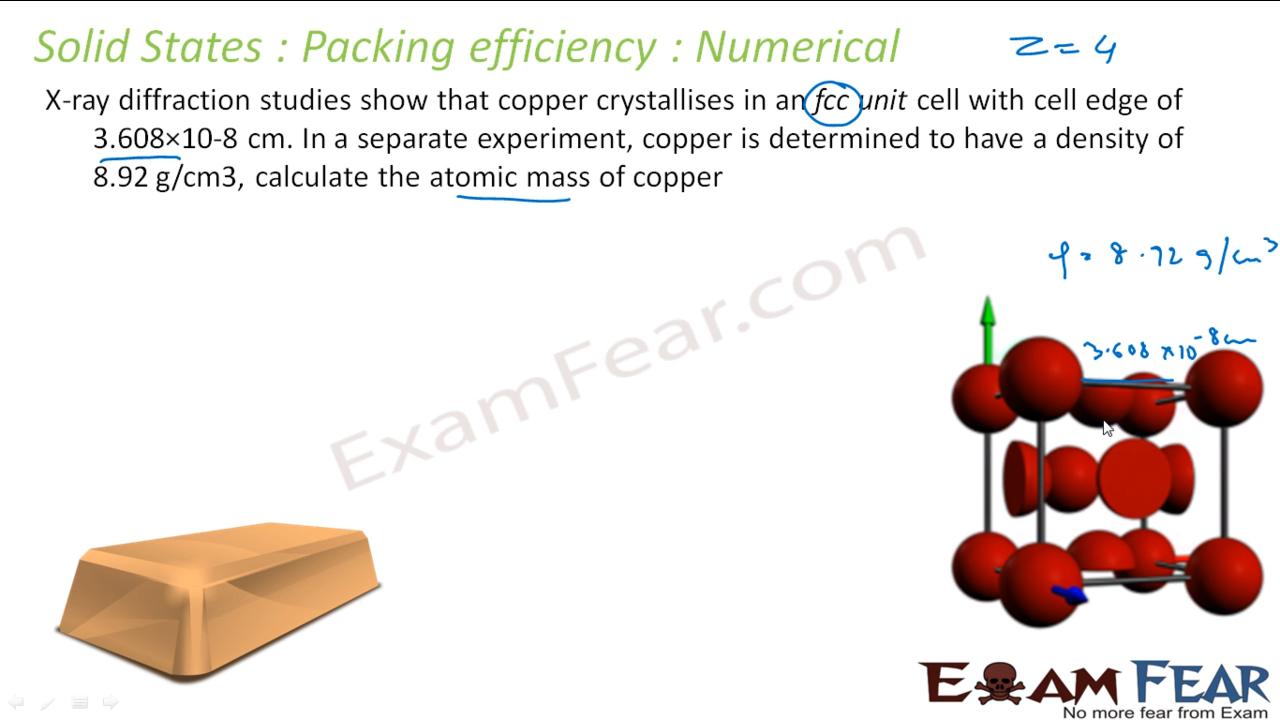 Solid States : Packing efficiency : Numerical
Z = 4
X-ray diffraction studies show that copper crystallises in an fcc unit cell with cell edge of
3.608×10-8 cm. In a separate experiment, copper is determined to have a density of
8.92 g/cm3, calculate the atomic mass of copper
ρ = 8.92 g/cm³
3.608 ×10⁻⁸ cm
ExamFear.com
EXAM FEAR
No more fear from Exam